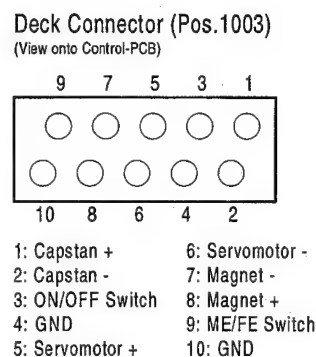 Deck Connector (Pos.1003)
(View onto Control-PCB)
9 7 5 3 1
10 8 6 4 2
1: Capstan +
2: Capstan -
3: ON/OFF Switch
4: GND
5: Servomotor +
6: Servomotor -
7: Magnet -
8: Magnet +
9: ME/FE Switch
10: GND